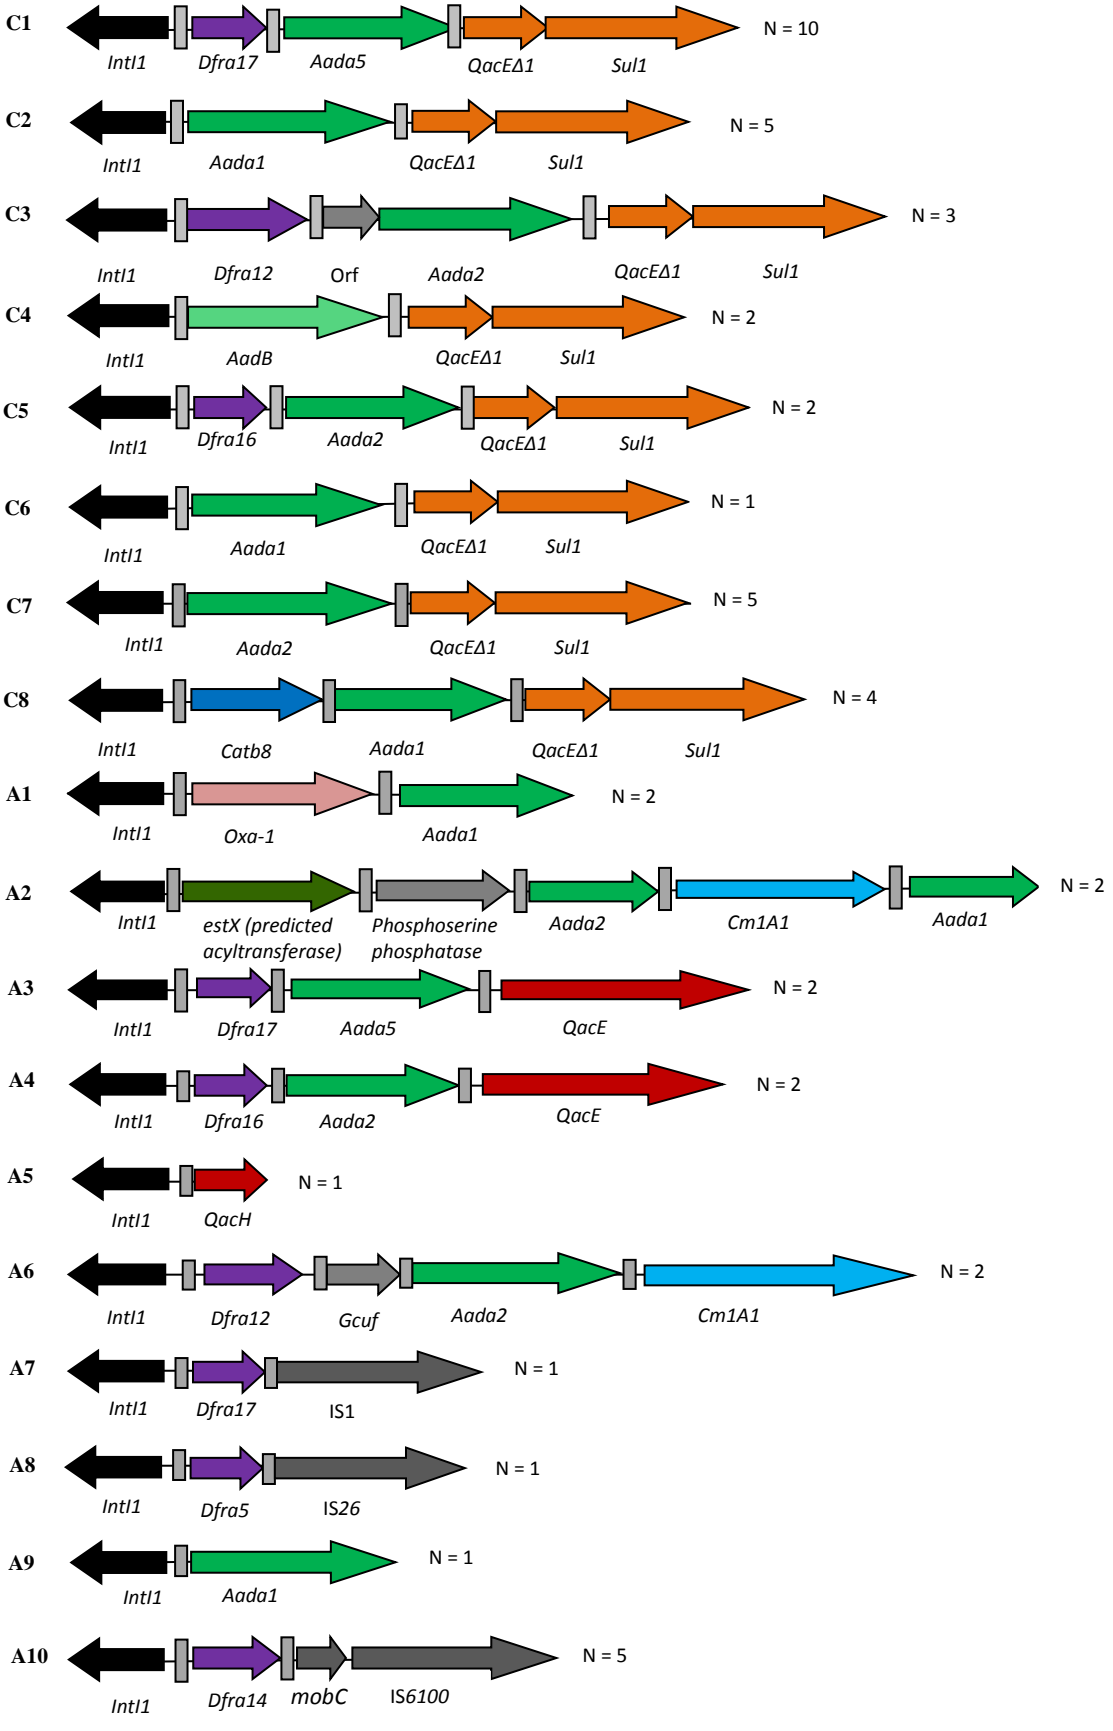 C1 N = 10
IntI1 Dfra17 Aada5 QacEΔ1 Sul1
C2 N = 5
IntI1 Aada1 QacEΔ1 Sul1
C3 N = 3
IntI1 Dfra12 Orf Aada2 QacEΔ1 Sul1
C4 N = 2
IntI1 AadB QacEΔ1 Sul1
C5 N = 2
IntI1 Dfra16 Aada2 QacEΔ1 Sul1
C6 N = 1
IntI1 Aada1 QacEΔ1 Sul1
C7 N = 5
IntI1 Aada2 QacEΔ1 Sul1
C8 N = 4
IntI1 Catb8 Aada1 QacEΔ1 Sul1
A1 N = 2
IntI1 Oxa-1 Aada1
A2 N = 2
IntI1 estX (predicted Phosphoserine Aada2 Cm1A1 Aada1
acyltransferase) phosphatase
A3 N = 2
IntI1 Dfra17 Aada5 QacE
A4 N = 2
IntI1 Dfra16 Aada2 QacE
A5 N = 1
IntI1 QacH
A6 N = 2
IntI1 Dfra12 Gcuf Aada2 Cm1A1
A7 N = 1
IntI1 Dfra17 IS1
A8 N = 1
IntI1 Dfra5 IS26
A9 N = 1
IntI1 Aada1
A10 N = 5
IntI1 Dfra14 mobC IS6100